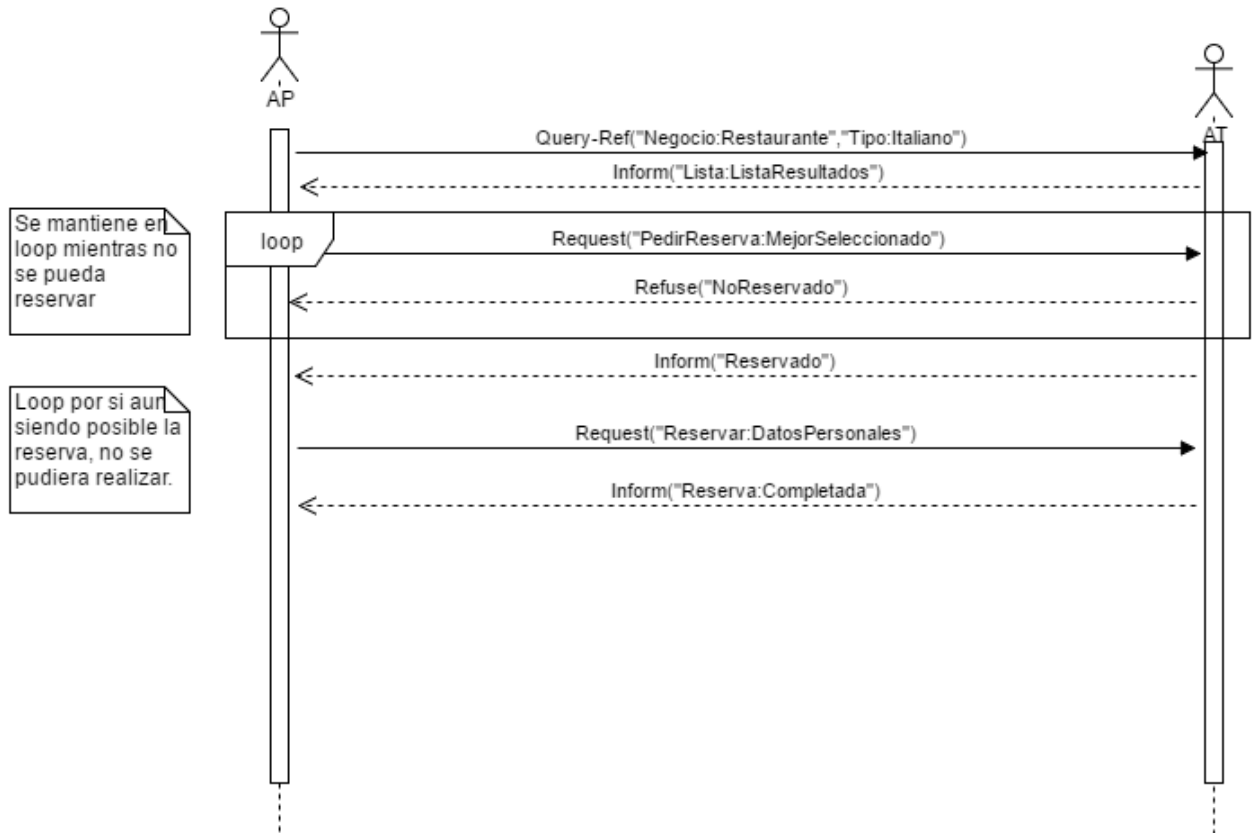 AP
AT
Query-Ref("Negocio:Restaurante","Tipo:Italiano")
Inform("Lista:ListaResultados")
Se mantiene en
loop mientras no
se pueda
reservar
loop
Request("PedirReserva:MejorSeleccionado")
Refuse("NoReservado")
Inform("Reservado")
Loop por si aun
siendo posible la
reserva, no se
pudiera realizar.
Request("Reservar:DatosPersonales")
Inform("Reserva:Completada")